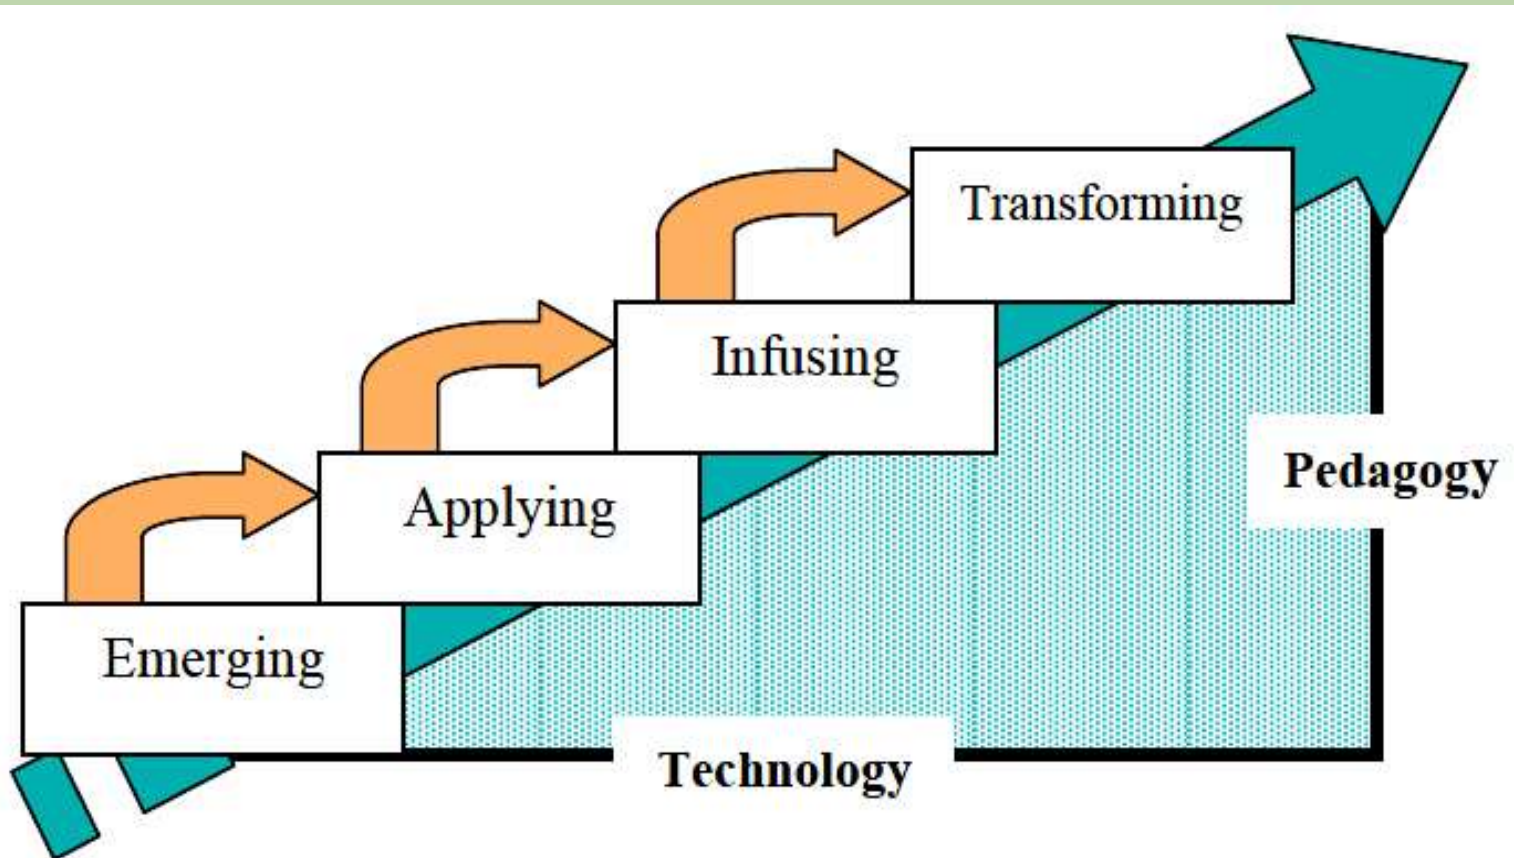 Transforming
Infusing
Pedagogy
Applying
Emerging
Technology